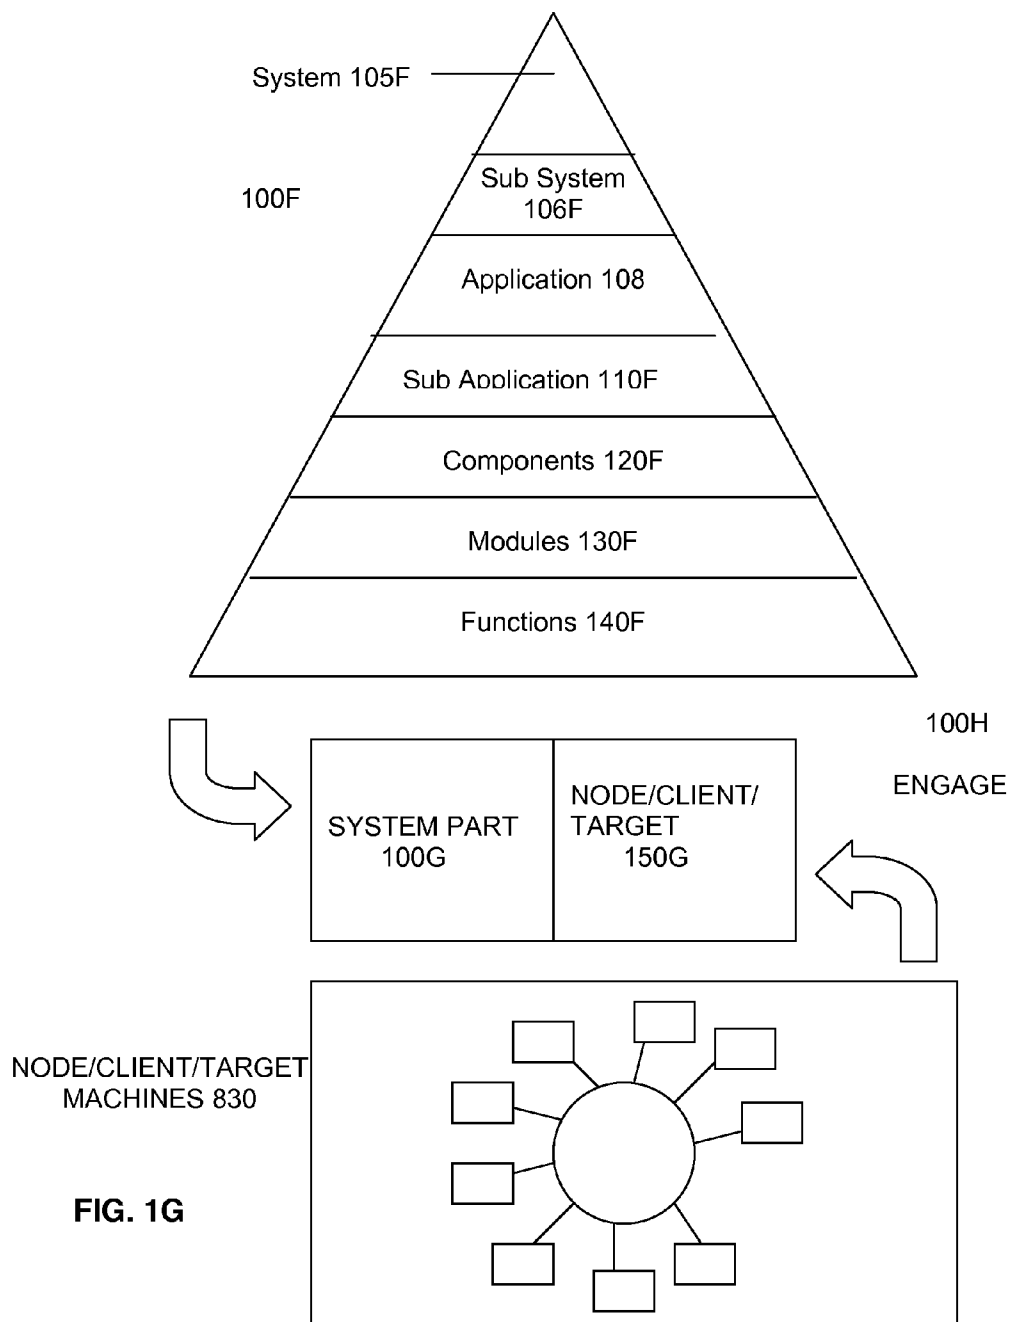 System 105F
100F
Sub System
106F
Application 108
Sub Application 110F
Components 120F
Modules 130F
Functions 140F
100H
ENGAGE
SYSTEM PART
100G
NODE/CLIENT/
TARGET
150G
NODE/CLIENT/TARGET
MACHINES 830
FIG. 1G